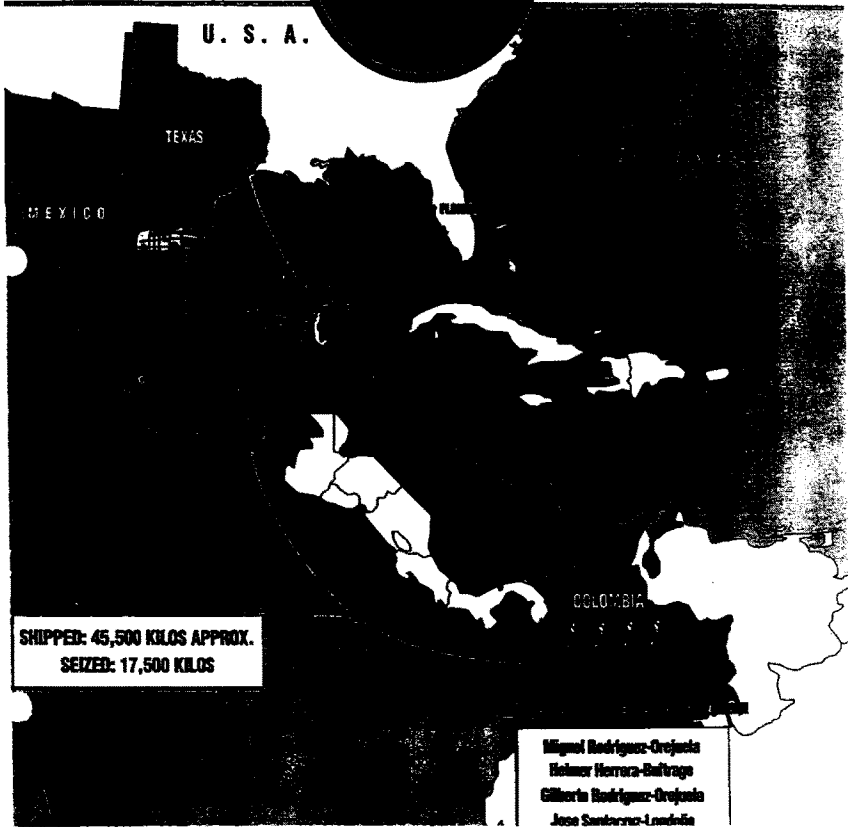 U. S. A.
TEXAS
MEXICO
COLOMBIA
SHIPPED: 45,500 KILOS APPROX.
SEIZED: 17,500 KILOS
Miguel Rodriguez-Orejuela
Helmer Herrera-Buitrago
Gilberto Rodriguez-Orejuela
Jose Santacruz-Londoño